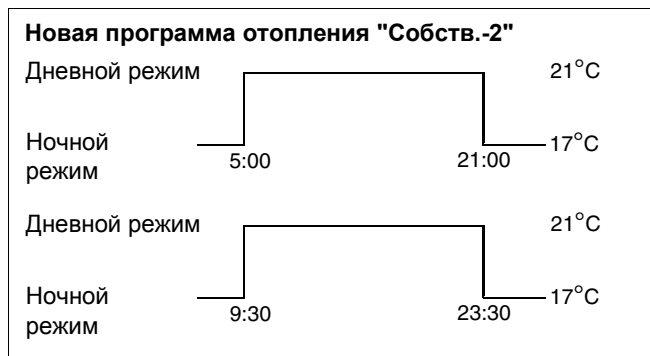 Новая программа отопления "Собств.-2"
Дневной режим 21°C
Ночной режим 17°C
5:00 21:00
Дневной режим 21°C
Ночной режим 17°C
9:30 23:30